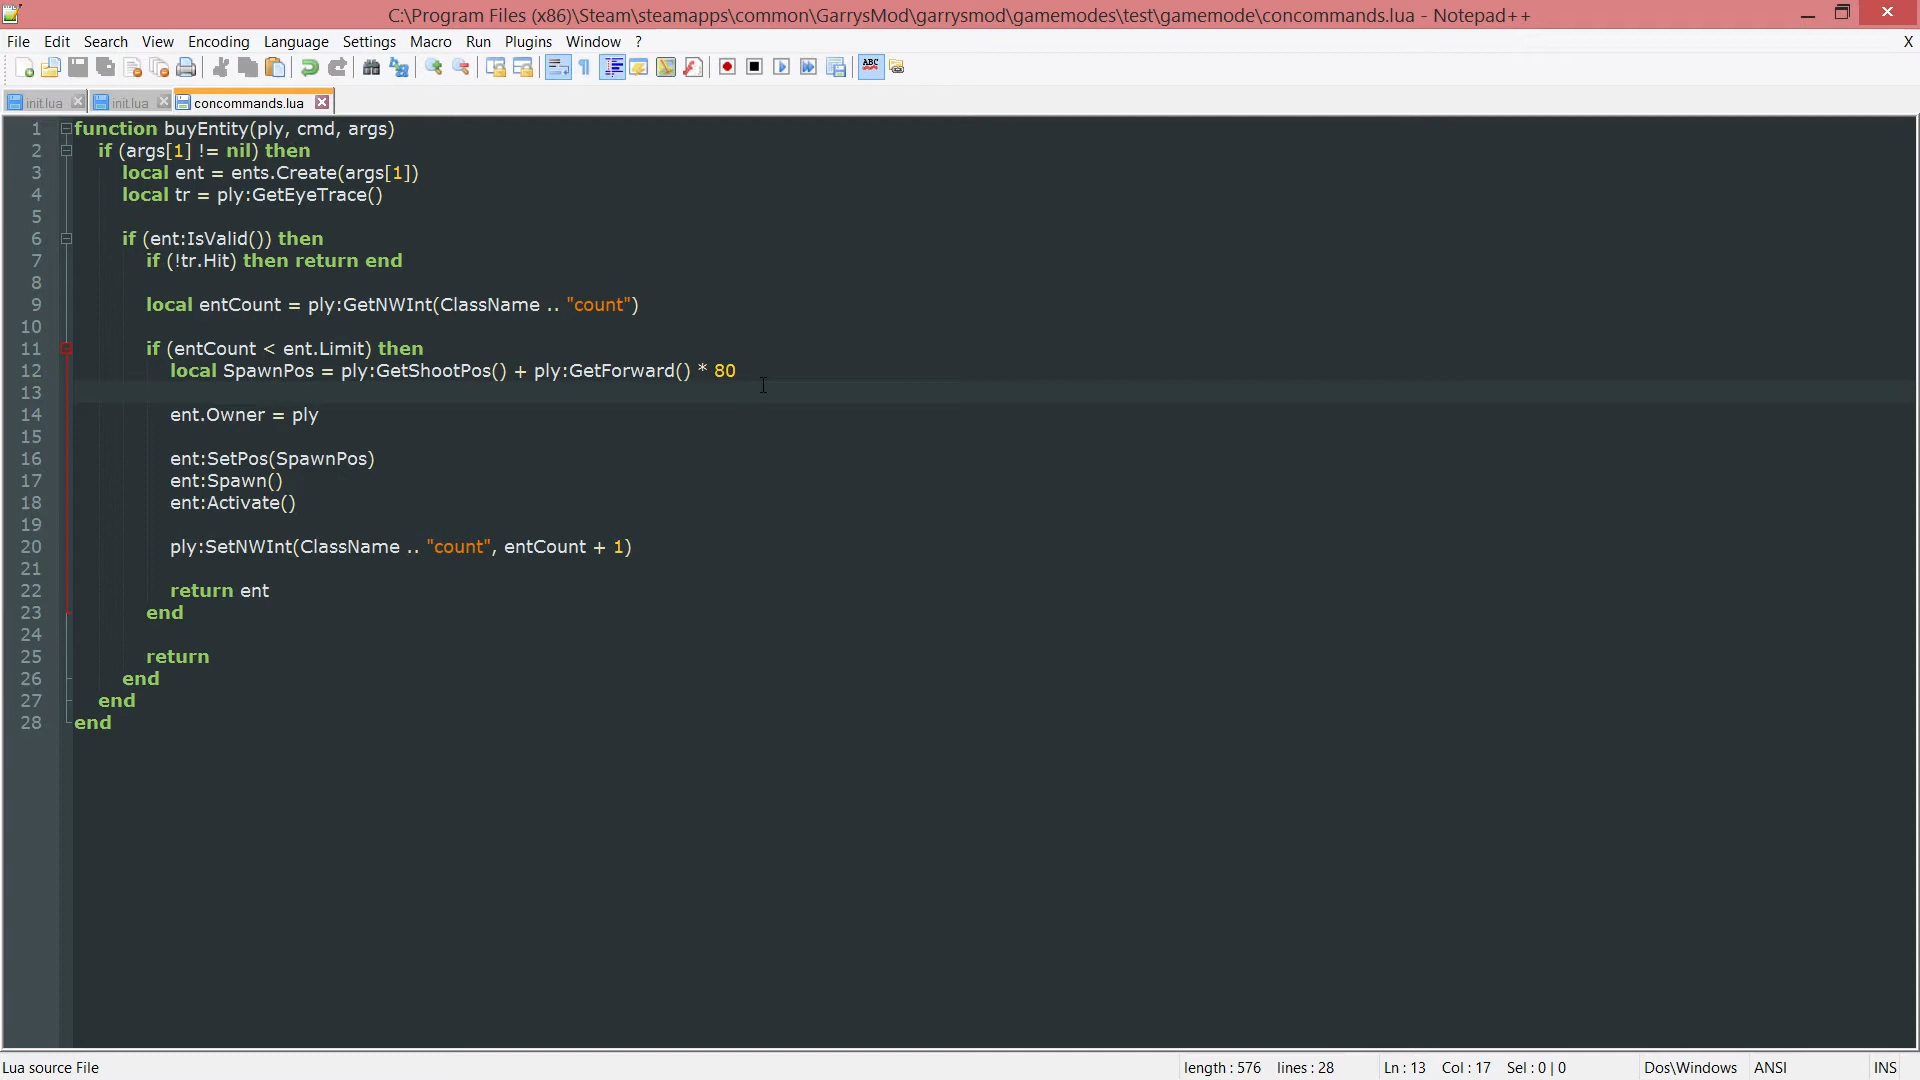 C:\Program Files (x86)\Steam\steamapps\common\GarrysMod\garrysmod\gamemodes\test\gamemode\concommands.lua - Notepad++
File Edit Search View Encoding Language Settings Macro Run Plugins Window ? X
ABC
init.lua init.lua concommands.lua
1 function buyEntity(ply, cmd, args)
2 if (args[1] != nil) then
3 local ent = ents.Create(args[1])
4 local tr = ply:GetEyeTrace()
5
6 if (ent:IsValid()) then
7 if (!tr.Hit) then return end
8
9 local entCount = ply:GetNWInt(ClassName .. "count")
10
11 if (entCount < ent.Limit) then
12 local SpawnPos = ply:GetShootPos() + ply:GetForward() * 80
13
14 ent.Owner = ply
15
16 ent:SetPos(SpawnPos)
17 ent:Spawn()
18 ent:Activate()
19
20 ply:SetNWInt(ClassName .. "count", entCount + 1)
21
22 return ent
23 end
24
25 return
26 end
27 end
28 end
Lua source File length : 576 lines : 28 Ln : 13 Col : 17 Sel : 0 | 0 Dos\Windows ANSI INS